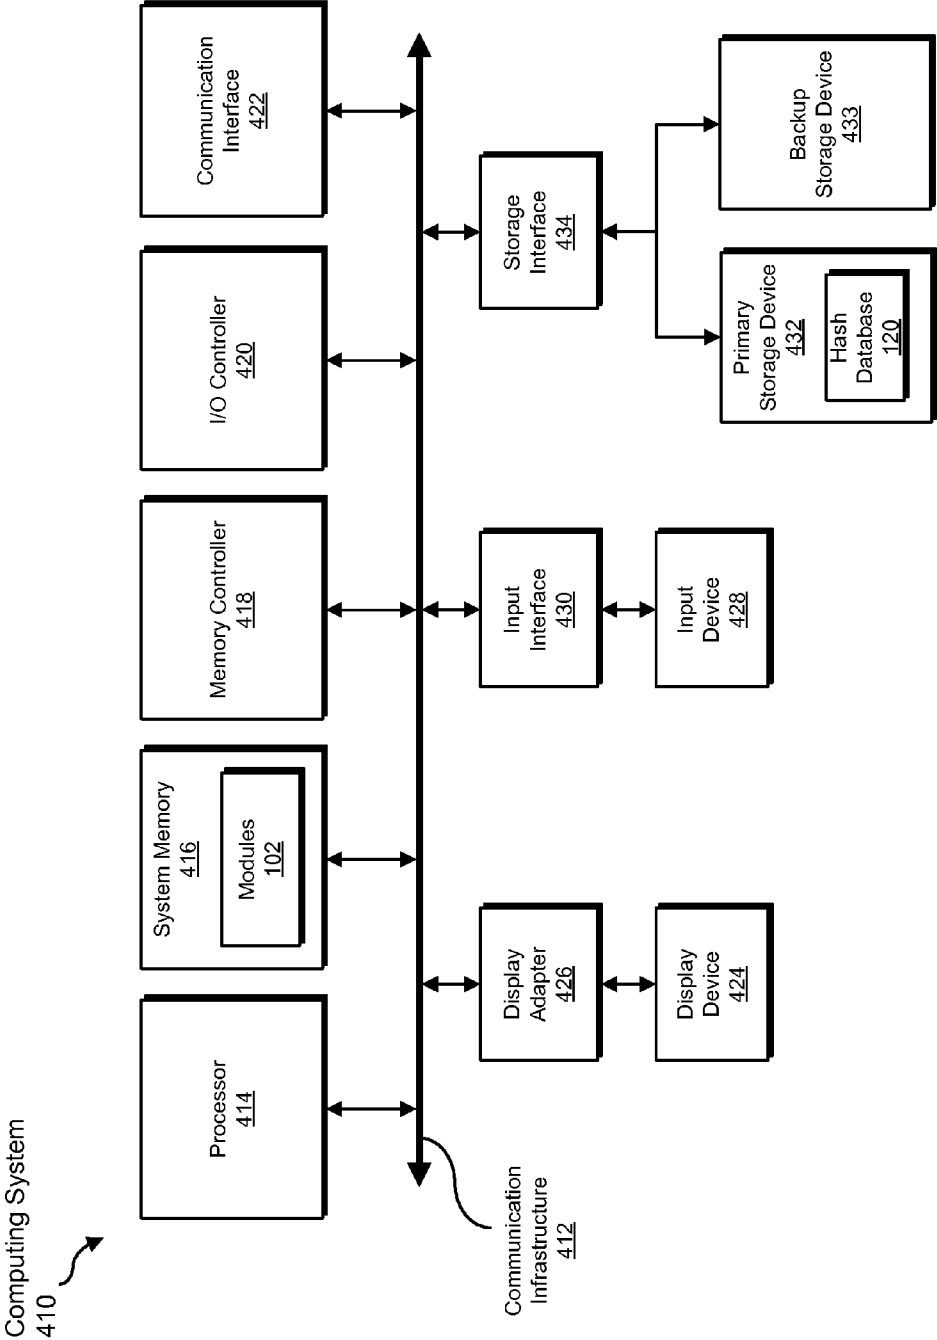 Computing System
410
Processor
414
System Memory
416
Modules
102
Memory Controller
418
I/O Controller
420
Communication
Interface
422
Communication
Infrastructure
412
Display
Adapter
426
Input
Interface
430
Storage
Interface
434
Display
Device
424
Input
Device
428
Primary
Storage Device
432
Hash
Database
120
Backup
Storage Device
433